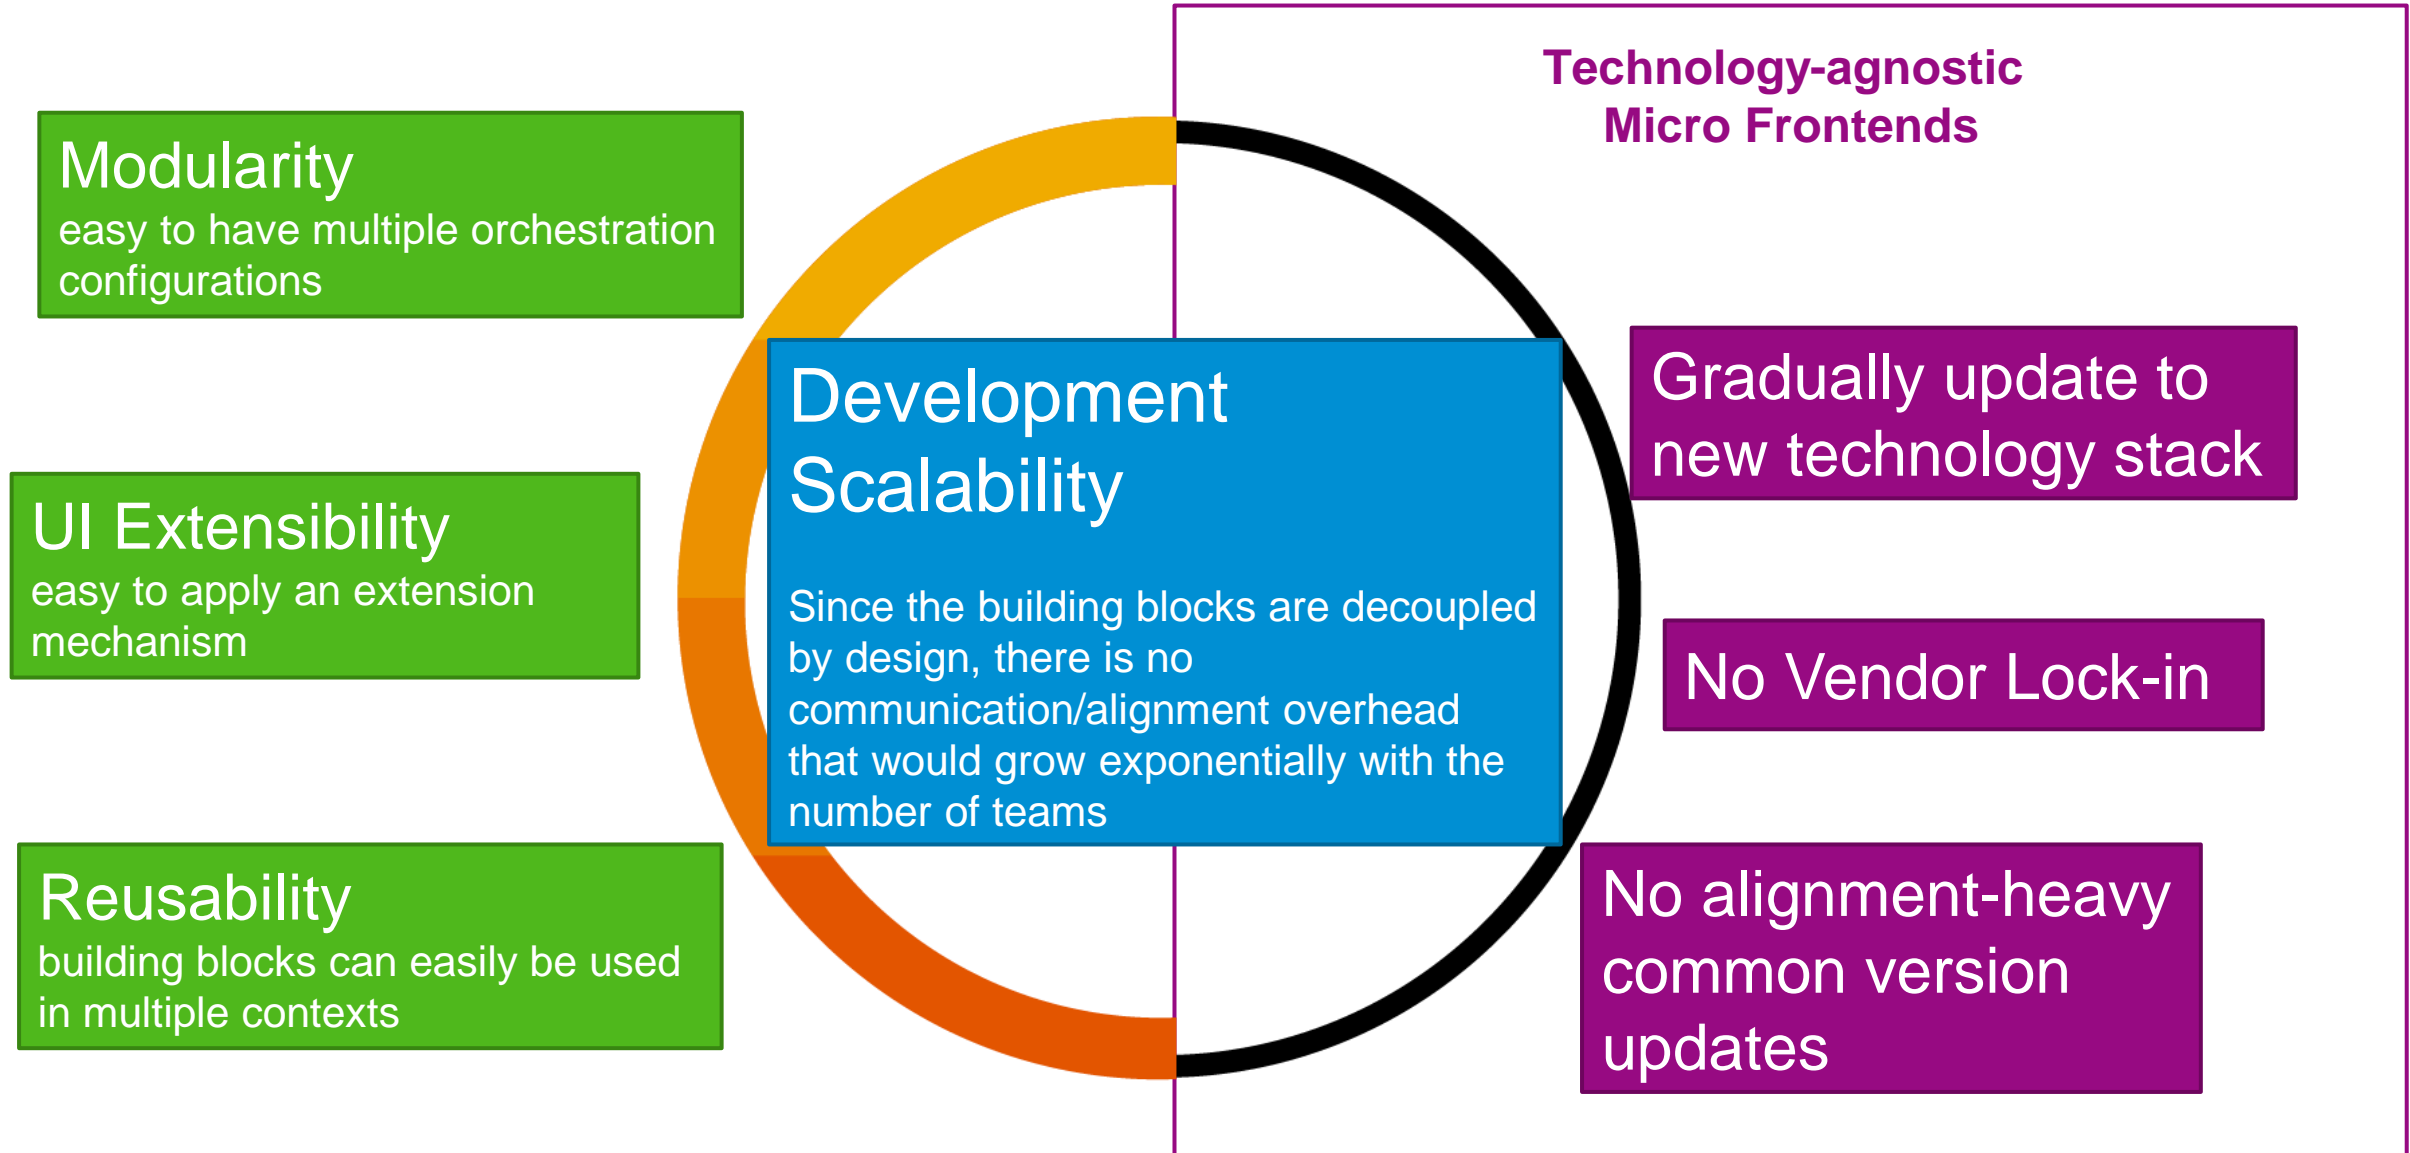 Technology-agnostic
Micro Frontends
Modularity
easy to have multiple orchestration
configurations
UI Extensibility
easy to apply an extension
mechanism
Reusability
building blocks can easily be used
in multiple contexts
Development
Scalability
Since the building blocks are decoupled
by design, there is no
communication/alignment overhead
that would grow exponentially with the
number of teams
Gradually update to
new technology stack
No Vendor Lock-in
No alignment-heavy
common version
updates